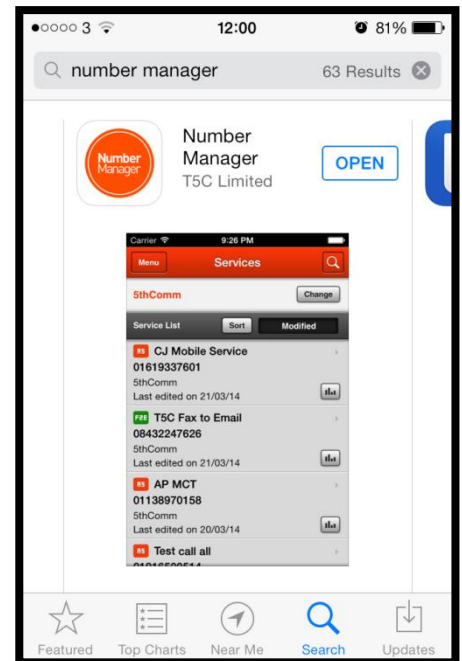 3 12:00 81%
number manager 63 Results
Number
Manager
Number
Manager
T5C Limited
OPEN
Carrier 9:26 PM
Menu Services
5thComm Change
Service List Sort Modified
RS CJ Mobile Service
01619337601
5thComm
Last edited on 21/03/14
F2E T5C Fax to Email
08432247626
5thComm
Last edited on 21/03/14
RS AP MCT
01138970158
5thComm
Last edited on 20/03/14
RS Test call all
Featured Top Charts Near Me Search Updates